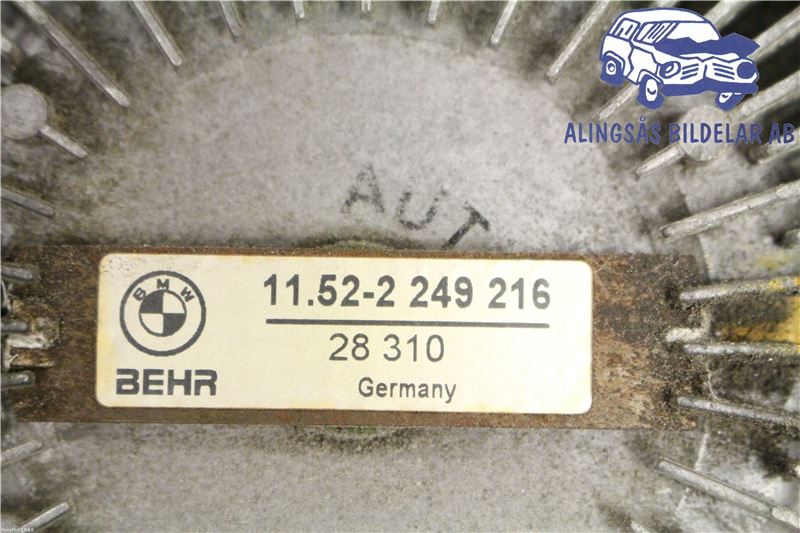 ALINGSÅS BILDELAR AB
AUT
BMW
11.52-2 249 216
28 310
BEHR
Germany